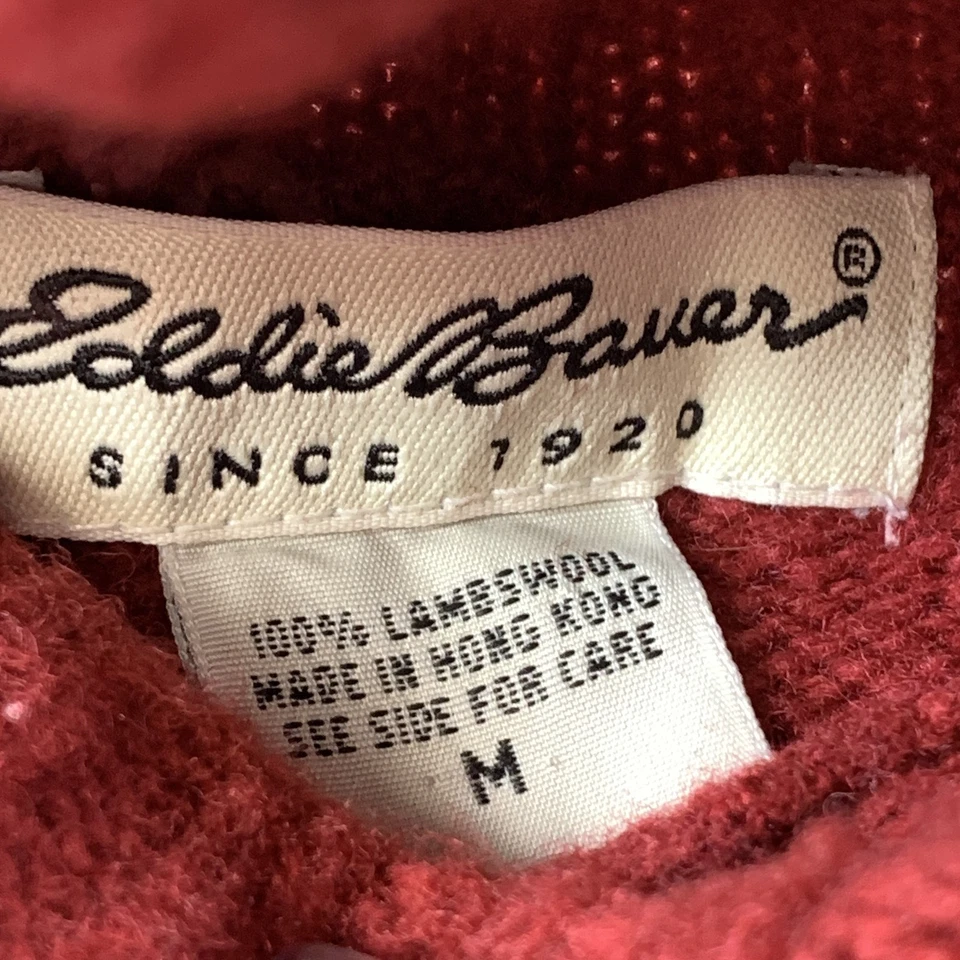 Eddie Bauer®
SINCE 1920
100% LAMBSWOOL
MADE IN HONG KONG
SEE SIDE FOR CARE
M